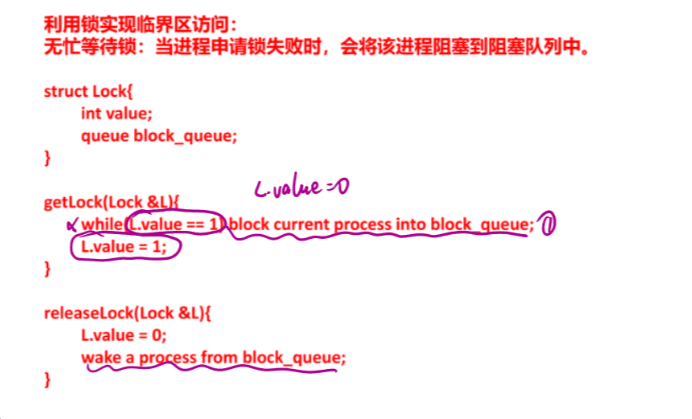 利用锁实现临界区访问：
无忙等待锁：当进程申请锁失败时，会将该进程阻塞到阻塞队列中。
struct Lock{
int value;
queue block_queue;
}
L.value=0
getLock(Lock &L){
while(L.value == 1) block current process into block_queue; ①
L.value = 1;
}
releaseLock(Lock &L){
L.value = 0;
wake a process from block_queue;
}